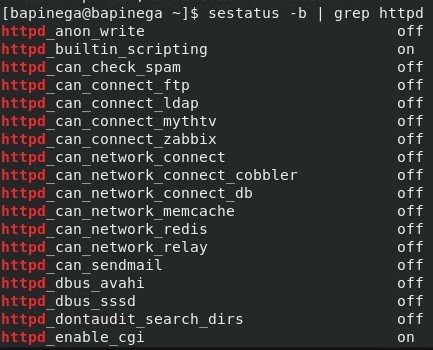 [bapinega@bapinega ~]$ sestatus -b | grep httpd
httpd_anon_write off
httpd_builtin_scripting on
httpd_can_check_spam off
httpd_can_connect_ftp off
httpd_can_connect_ldap off
httpd_can_connect_mythtv off
httpd_can_connect_zabbix off
httpd_can_network_connect off
httpd_can_network_connect_cobbler off
httpd_can_network_connect_db off
httpd_can_network_memcache off
httpd_can_network_redis off
httpd_can_network_relay off
httpd_can_sendmail off
httpd_dbus_avahi off
httpd_dbus_sssd off
httpd_dontaudit_search_dirs off
httpd_enable_cgi on